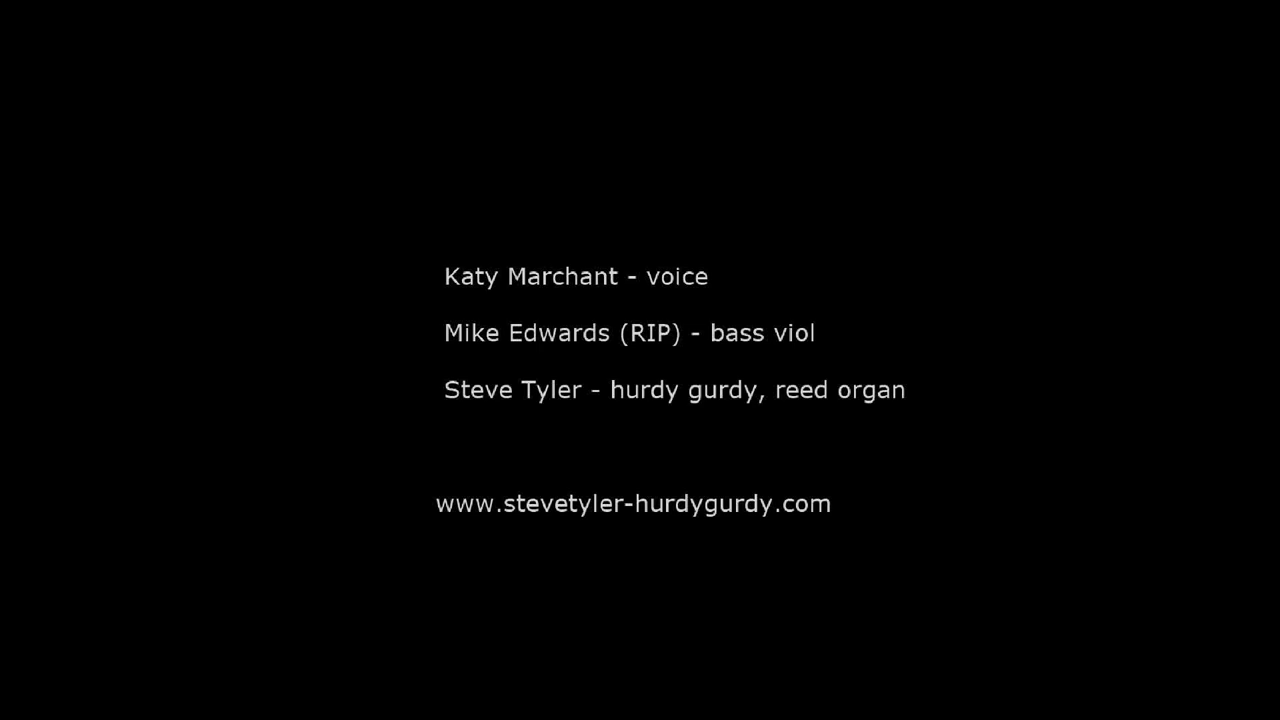 Katy Marchant - voice
Mike Edwards (RIP) - bass viol
Steve Tyler - hurdy gurdy, reed organ
www.stevetyler-hurdygurdy.com